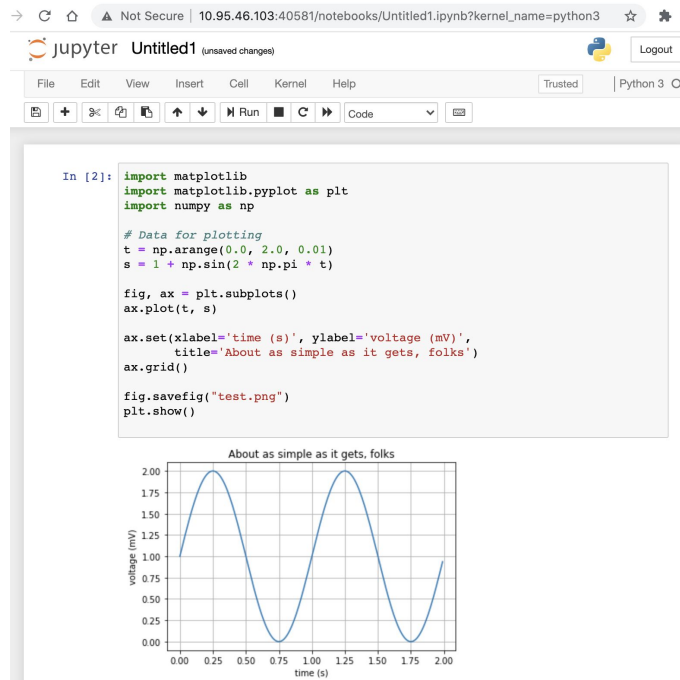 Not Secure | 10.95.46.103:40581/notebooks/Untitled1.ipynb?kernel_name=python3
jupyter Untitled1 (unsaved changes) Logout
File Edit View Insert Cell Kernel Help Trusted Python 3
Run Code
In [2]: import matplotlib
import matplotlib.pyplot as plt
import numpy as np
# Data for plotting
t = np.arange(0.0, 2.0, 0.01)
s = 1 + np.sin(2 * np.pi * t)
fig, ax = plt.subplots()
ax.plot(t, s)
ax.set(xlabel='time (s)', ylabel='voltage (mV)',
title='About as simple as it gets, folks')
ax.grid()
fig.savefig("test.png")
plt.show()
About as simple as it gets, folks
voltage (mV)
2.00
1.75
1.50
1.25
1.00
0.75
0.50
0.25
0.00
0.00 0.25 0.50 0.75 1.00 1.25 1.50 1.75 2.00
time (s)